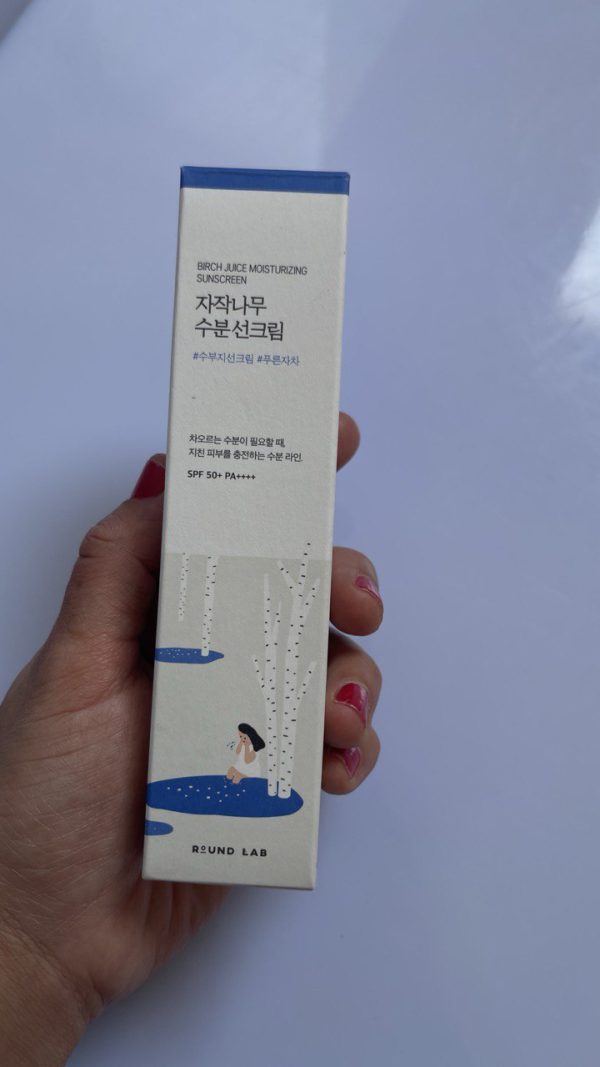 BIRCH JUICE MOISTURIZING
SUNSCREEN
자작나무
수분선크림
#수부지선크림 #푸른자차
차오르는 수분이 필요할 때,
지친 피부를 충전하는 수분 라인.
SPF 50+ PA++++
ROUND LAB